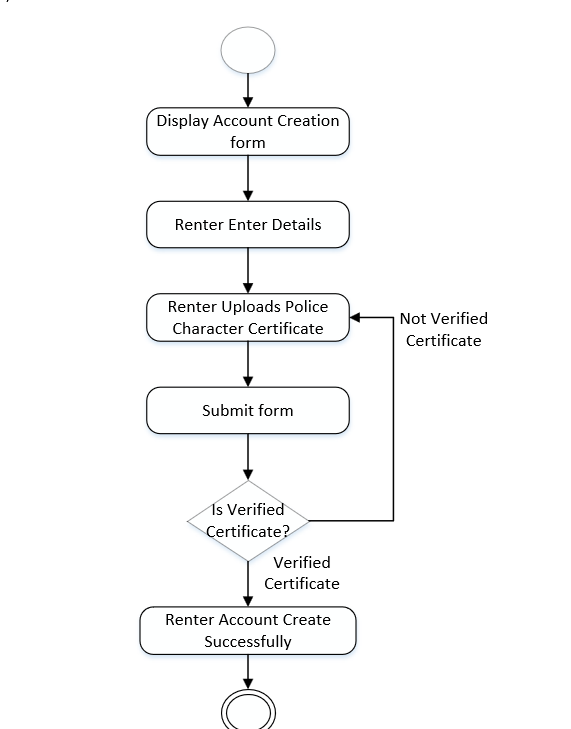 Display Account Creation
form
Renter Enter Details
Renter Uploads Police
Character Certificate
Not Verified
Certificate
Submit form
Is Verified
Certificate?
Verified
Certificate
Renter Account Create
Successfully